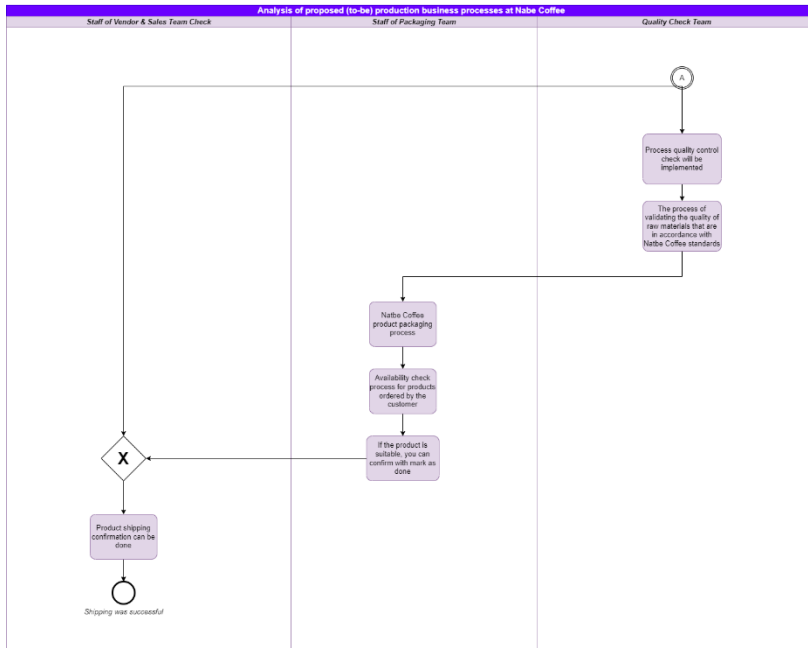 Analysis of proposed (to-be) production business processes at Nabe Coffee
Staff of Vendor & Sales Team Check
Staff of Packaging Team
Quality Check Team
A
Process quality control
check will be
implemented
The process of
validating the quality of
raw materials that are
in accordance with
Natbe Coffee standards
Natbe Coffee
product packaging
process
Availability check
process for products
ordered by the
customer
If the product is
suitable, you can
confirm with mark as
done
X
Product shipping
confirmation can be
done
Shipping was successful